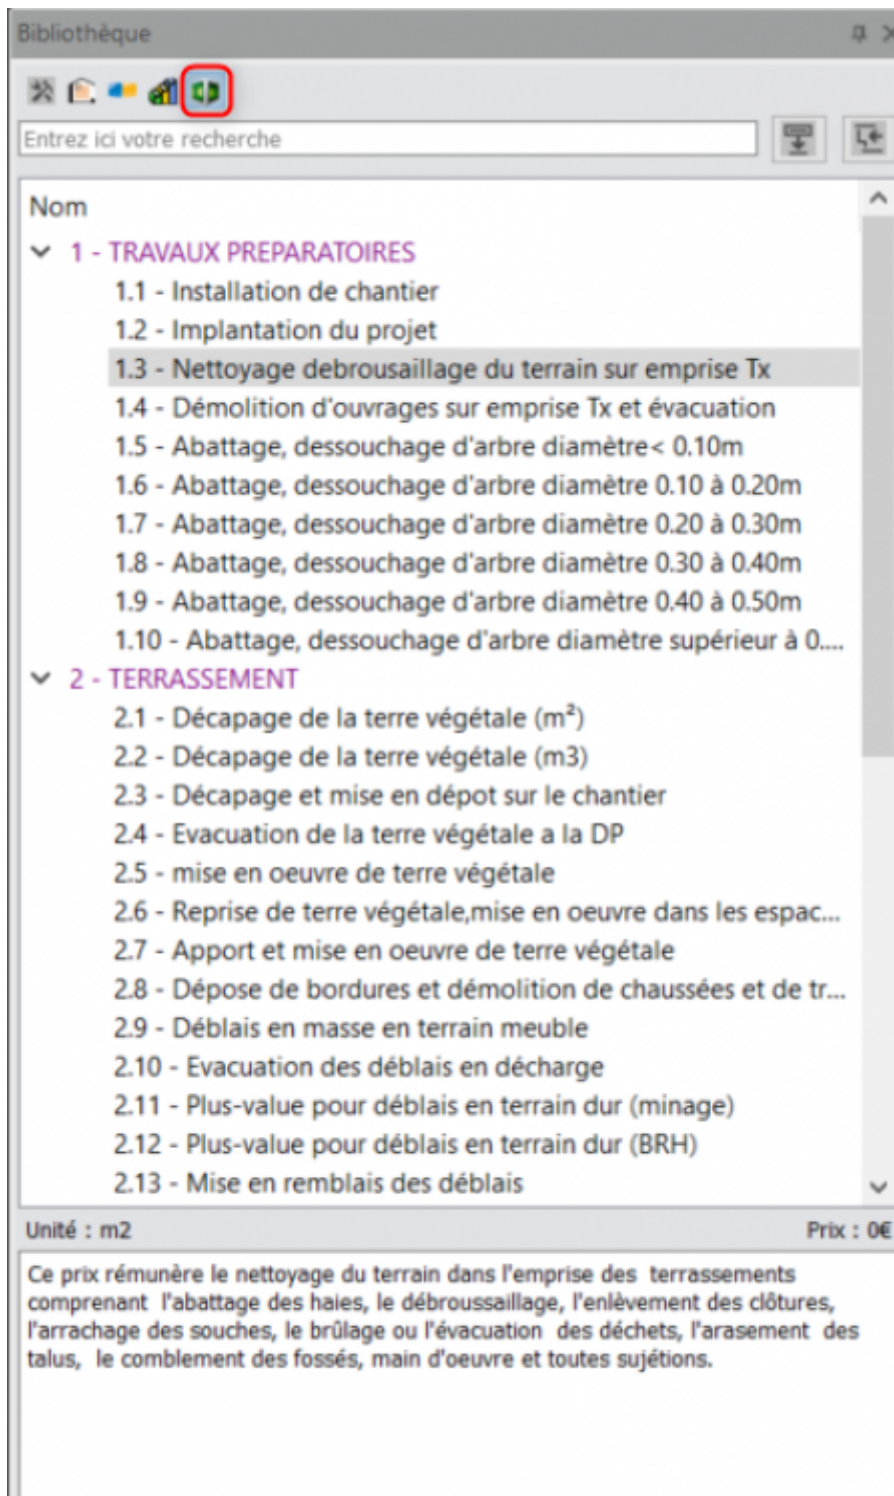 Bibliothèque
Entrez ici votre recherche
Nom
1 - TRAVAUX PREPARATOIRES
1.1 - Installation de chantier
1.2 - Implantation du projet
1.3 - Nettoyage debrousaillage du terrain sur emprise Tx
1.4 - Démolition d'ouvrages sur emprise Tx et évacuation
1.5 - Abattage, dessouchage d'arbre diamètre< 0.10m
1.6 - Abattage, dessouchage d'arbre diamètre 0.10 à 0.20m
1.7 - Abattage, dessouchage d'arbre diamètre 0.20 à 0.30m
1.8 - Abattage, dessouchage d'arbre diamètre 0.30 à 0.40m
1.9 - Abattage, dessouchage d'arbre diamètre 0.40 à 0.50m
1.10 - Abattage, dessouchage d'arbre diamètre supérieur à 0....
2 - TERRASSEMENT
2.1 - Décapage de la terre végétale (m²)
2.2 - Décapage de la terre végétale (m3)
2.3 - Décapage et mise en dépot sur le chantier
2.4 - Evacuation de la terre végétale a la DP
2.5 - mise en oeuvre de terre végétale
2.6 - Reprise de terre végétale,mise en oeuvre dans les espac...
2.7 - Apport et mise en oeuvre de terre végétale
2.8 - Dépose de bordures et démolition de chaussées et de tr...
2.9 - Déblais en masse en terrain meuble
2.10 - Evacuation des déblais en décharge
2.11 - Plus-value pour déblais en terrain dur (minage)
2.12 - Plus-value pour déblais en terrain dur (BRH)
2.13 - Mise en remblais des déblais
Unité : m2 Prix : 0€
Ce prix rémunère le nettoyage du terrain dans l'emprise des terrassements
comprenant l'abattage des haies, le débroussaillage, l'enlèvement des clôtures,
l'arrachage des souches, le brûlage ou l'évacuation des déchets, l'arasement des
talus, le comblement des fossés, main d'oeuvre et toutes sujétions.